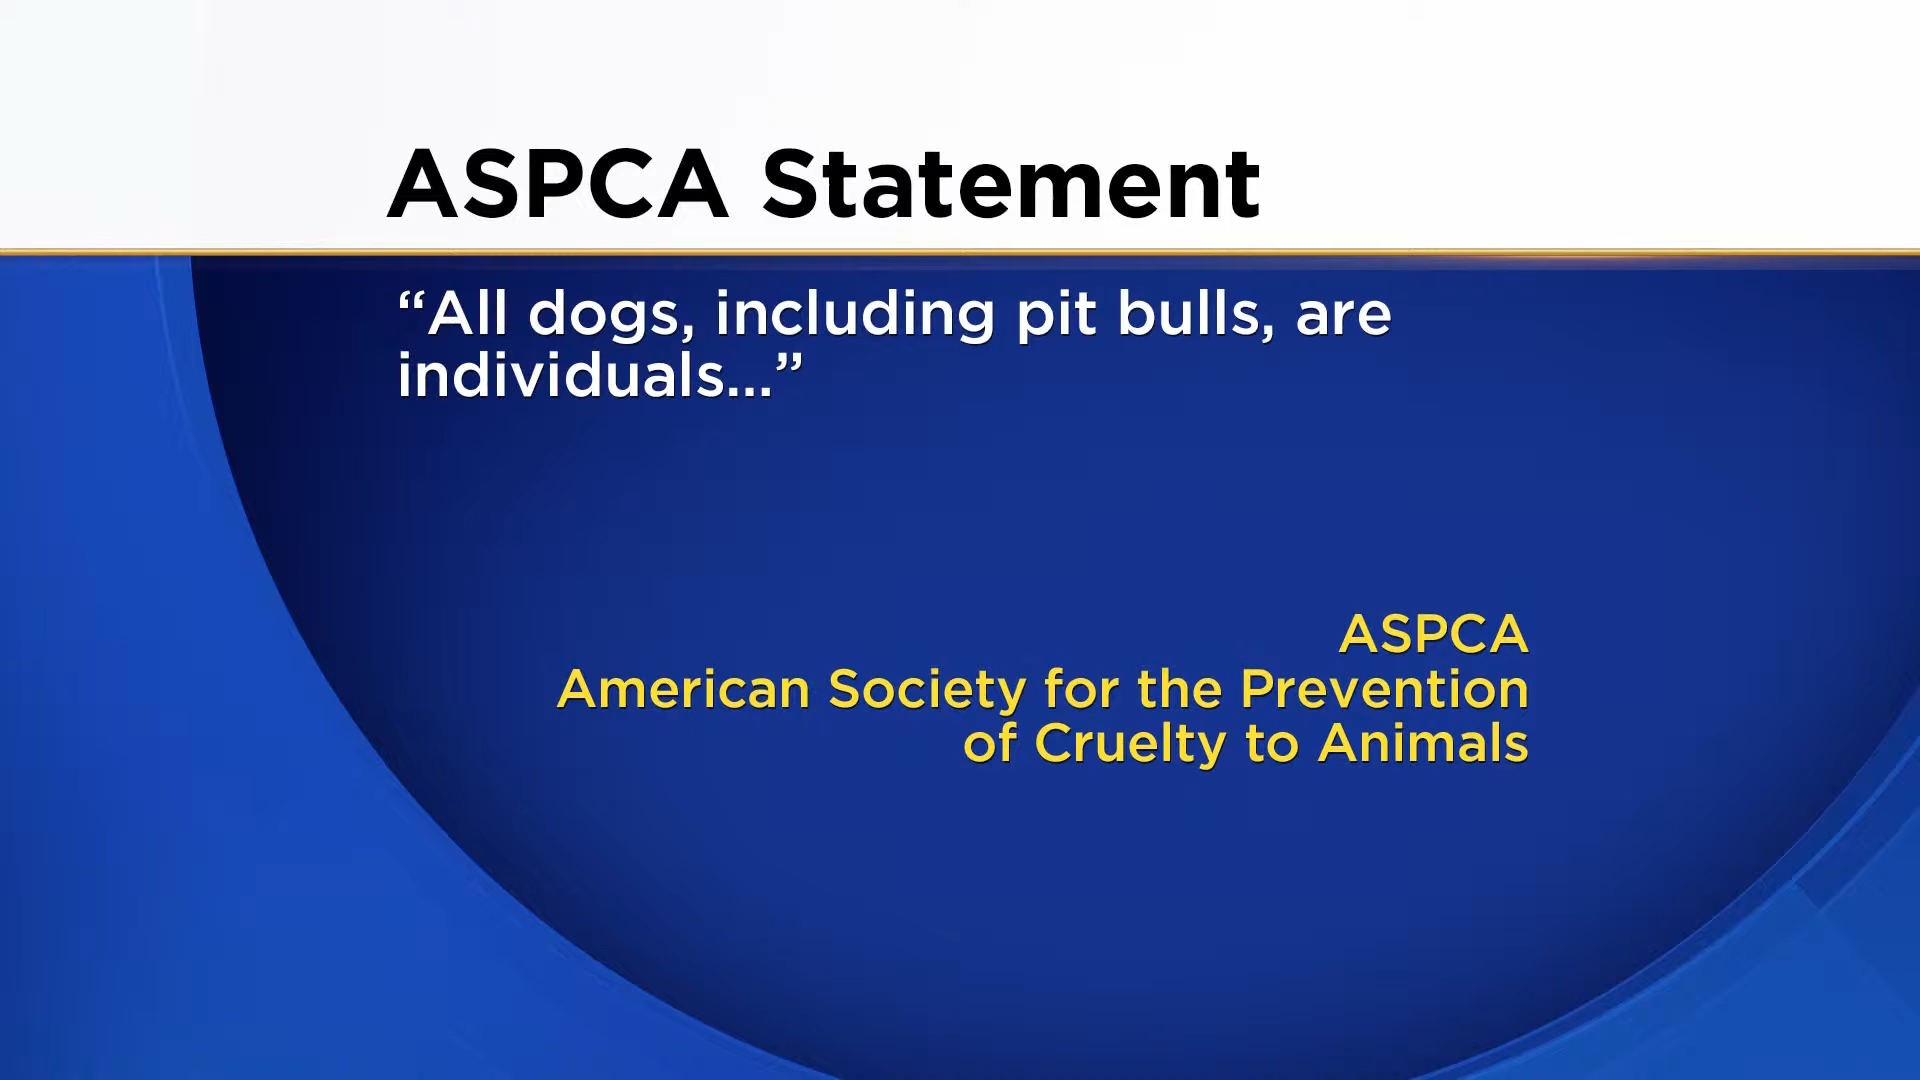 ASPCA Statement
“All dogs, including pit bulls, are
individuals...”
ASPCA
American Society for the Prevention
of Cruelty to Animals